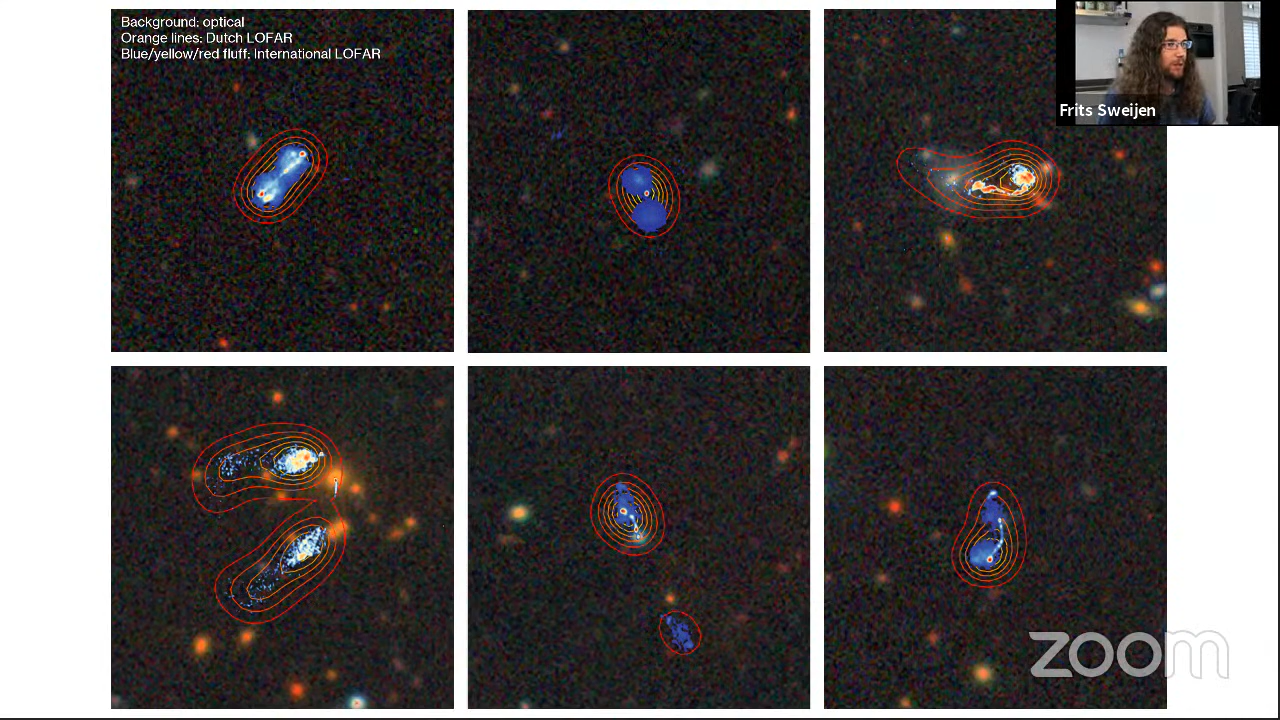 Background: optical
Orange lines: Dutch LOFAR
Blue/yellow/red fluff: International LOFAR
Frits Sweijen
zoom